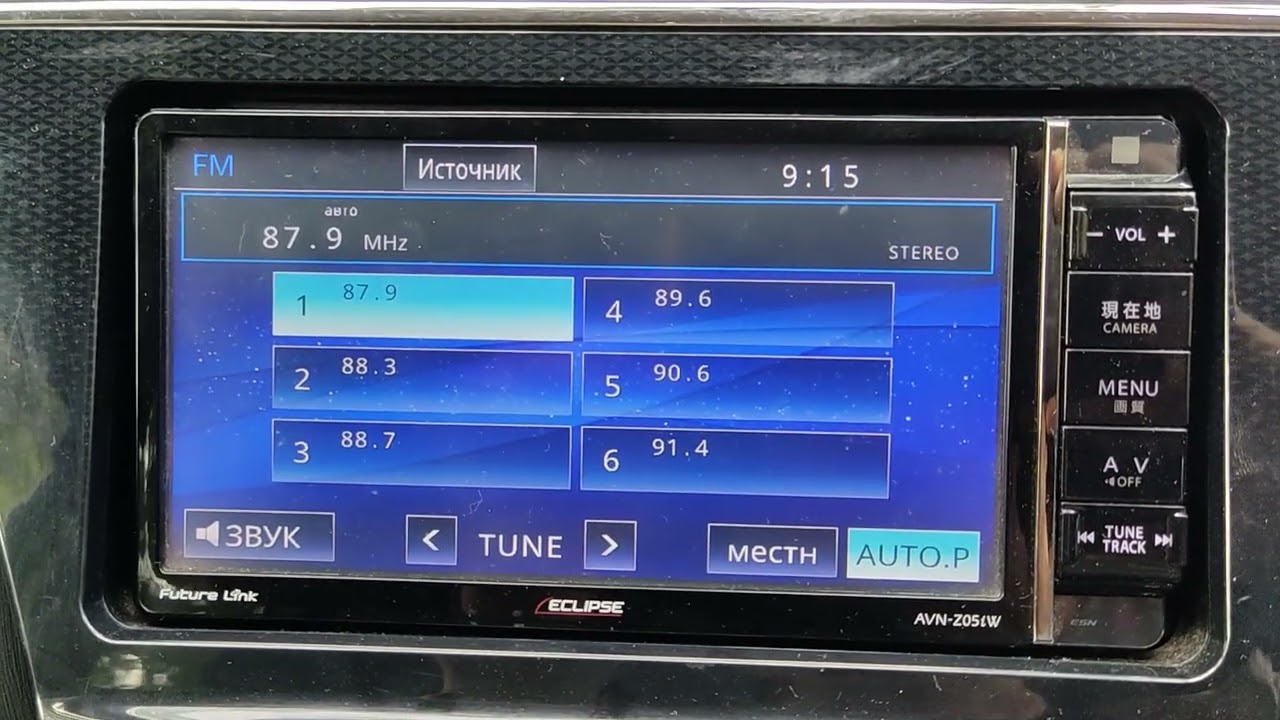 FM
Источник
9:15
авто
87.9 MHz
STEREO
1 87.9
4 89.6
2 88.3
5 90.6
3 88.7
6 91.4
ЗВУК
< TUNE >
местн
AUTO.P
Future Link
ECLIPSE
AVN-Z05iW
− VOL +
現在地
CAMERA
MENU
画質
A V
OFF
TUNE
TRACK
ESN